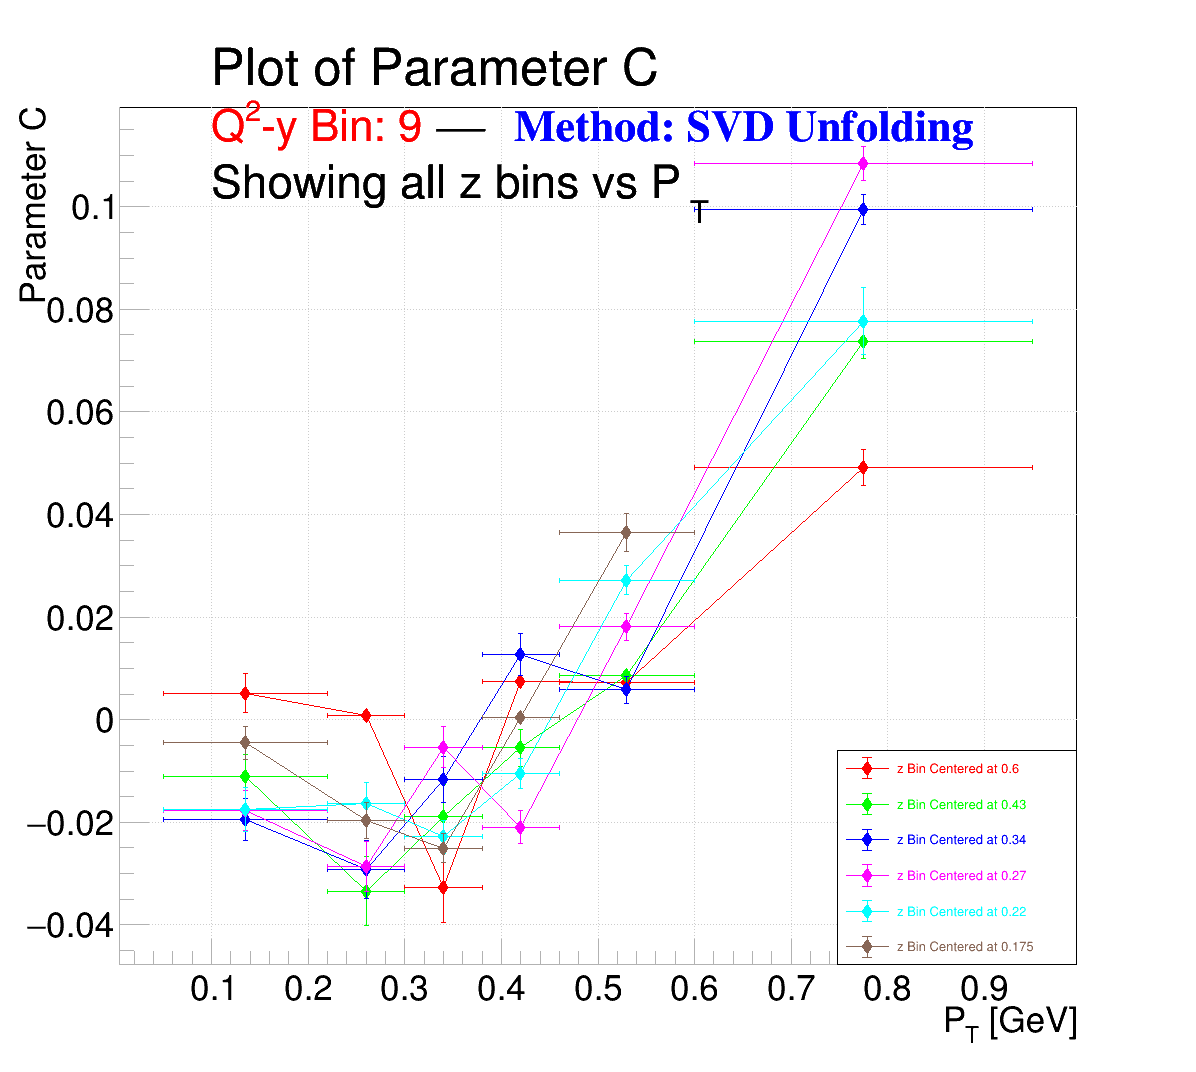 Plot of Parameter C
Q²-y Bin: 9 — Method: SVD Unfolding
Showing all z bins vs P_T
Parameter C
0.1
0.08
0.06
0.04
0.02
0
−0.02
−0.04
z Bin Centered at 0.6
z Bin Centered at 0.43
z Bin Centered at 0.34
z Bin Centered at 0.27
z Bin Centered at 0.22
z Bin Centered at 0.175
0.1 0.2 0.3 0.4 0.5 0.6 0.7 0.8 0.9
P_T [GeV]